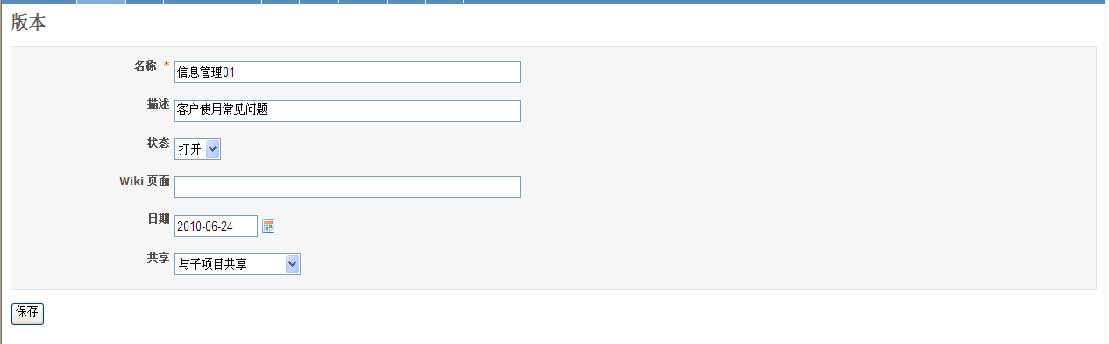 版本
名称 * 信息管理01
描述 客户使用常见问题
状态 打开
Wiki 页面
日期 2010-06-24
共享 与子项目共享
保存